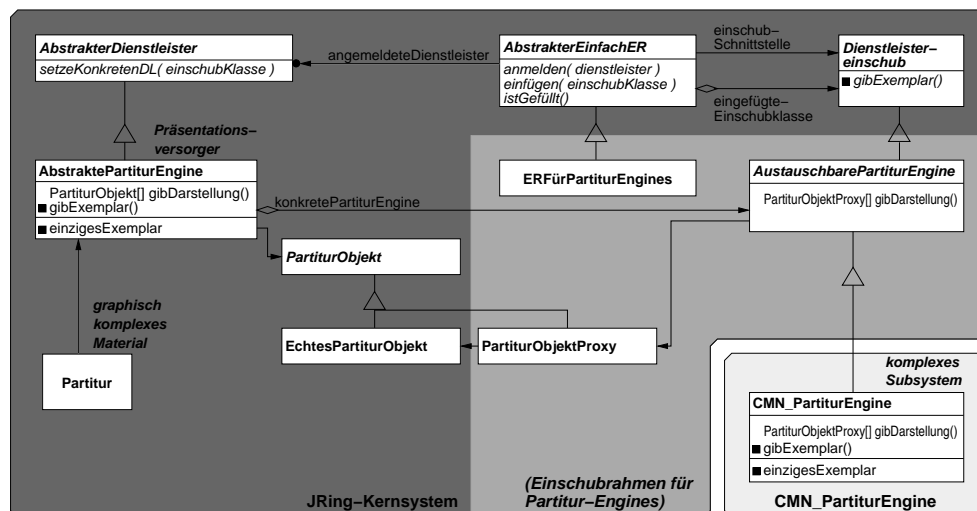 AbstrakterDienstleister
setzeKonkretenDL( einschubKlasse )
angemeldeteDienstleister
AbstrakterEinfachER
anmelden( dienstleister )
einfügen( einschubKlasse )
istGefüllt()
einschub–
Schnittstelle
eingefügte–
Einschubklasse
Dienstleister–
einschub
gibExemplar()
Präsentations–
versorger
AbstraktePartiturEngine
PartiturObjekt[] gibDarstellung()
gibExemplar()
einzigesExemplar
konkretePartiturEngine
ERFürPartiturEngines
AustauschbarePartiturEngine
PartiturObjektProxy[] gibDarstellung()
PartiturObjekt
graphisch
komplexes
Material
EchtesPartiturObjekt
PartiturObjektProxy
Partitur
komplexes
Subsystem
CMN_PartiturEngine
PartiturObjektProxy[] gibDarstellung()
gibExemplar()
einzigesExemplar
JRing–Kernsystem
(Einschubrahmen für
Partitur–Engines)
CMN_PartiturEngine